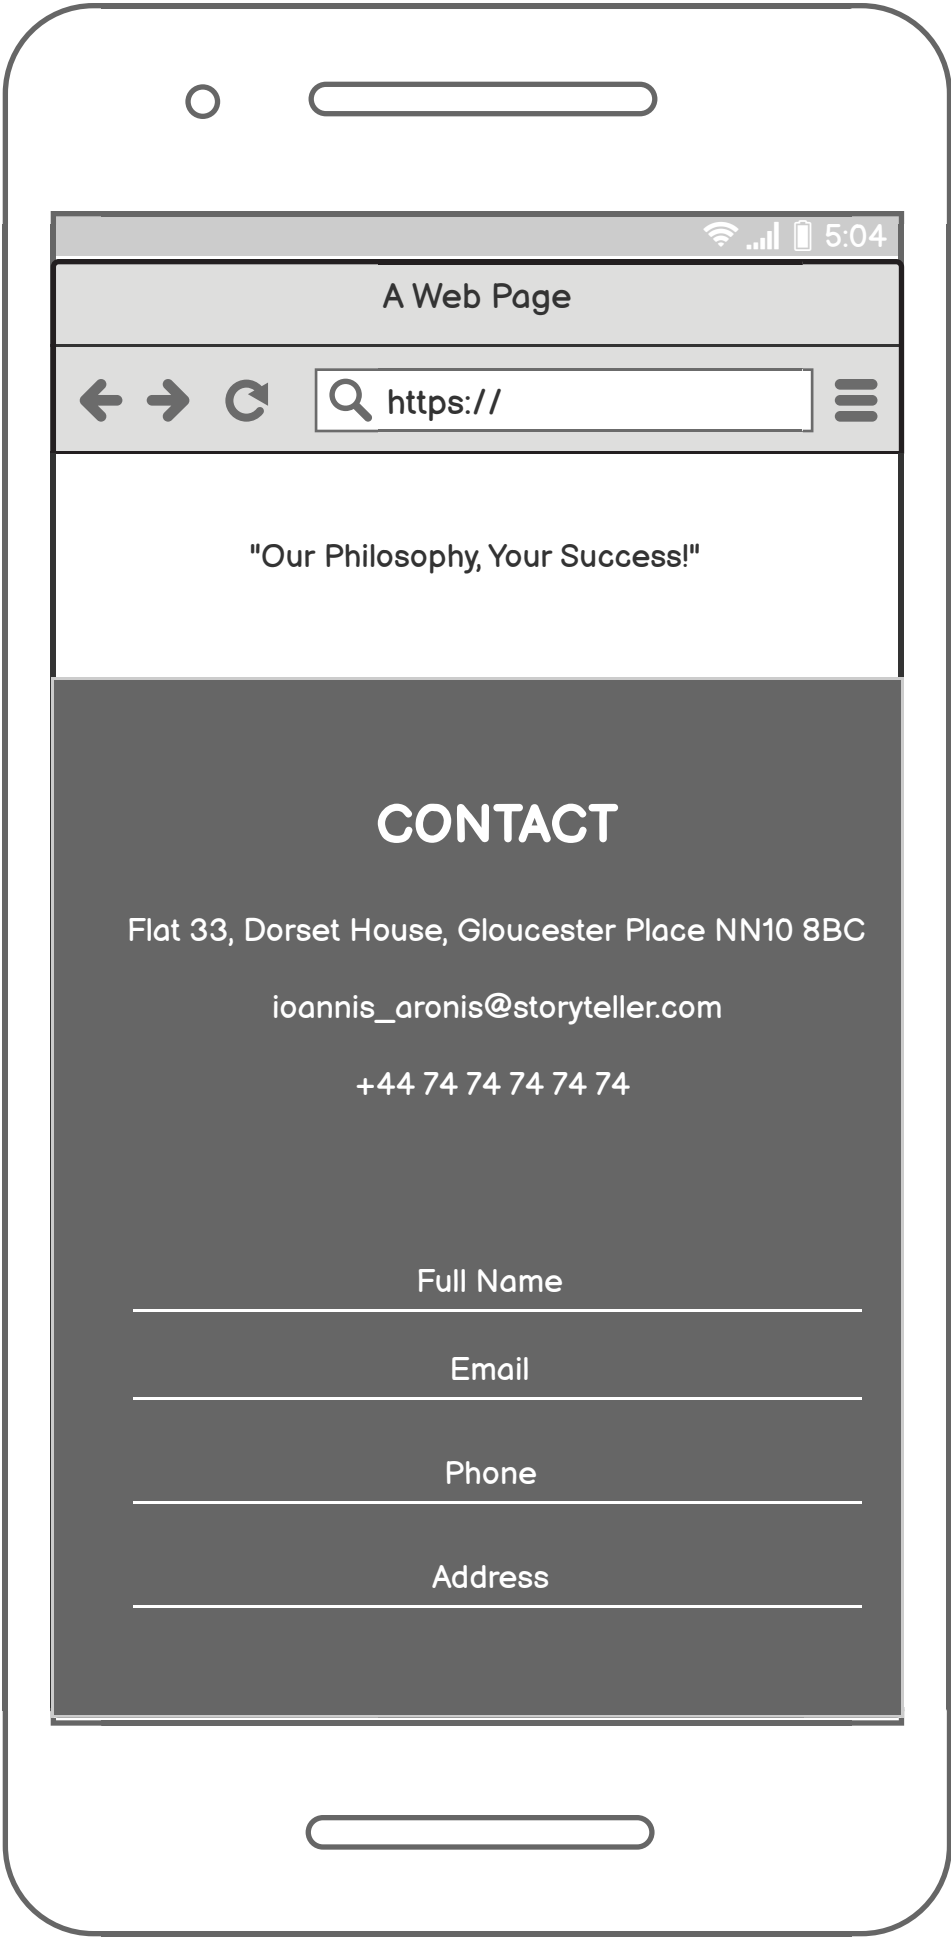 5:04
A Web Page
https://
"Our Philosophy, Your Success!"
CONTACT
Flat 33, Dorset House, Gloucester Place NN10 8BC
ioannis_aronis@storyteller.com
+44 74 74 74 74 74
Full Name
Email
Phone
Address